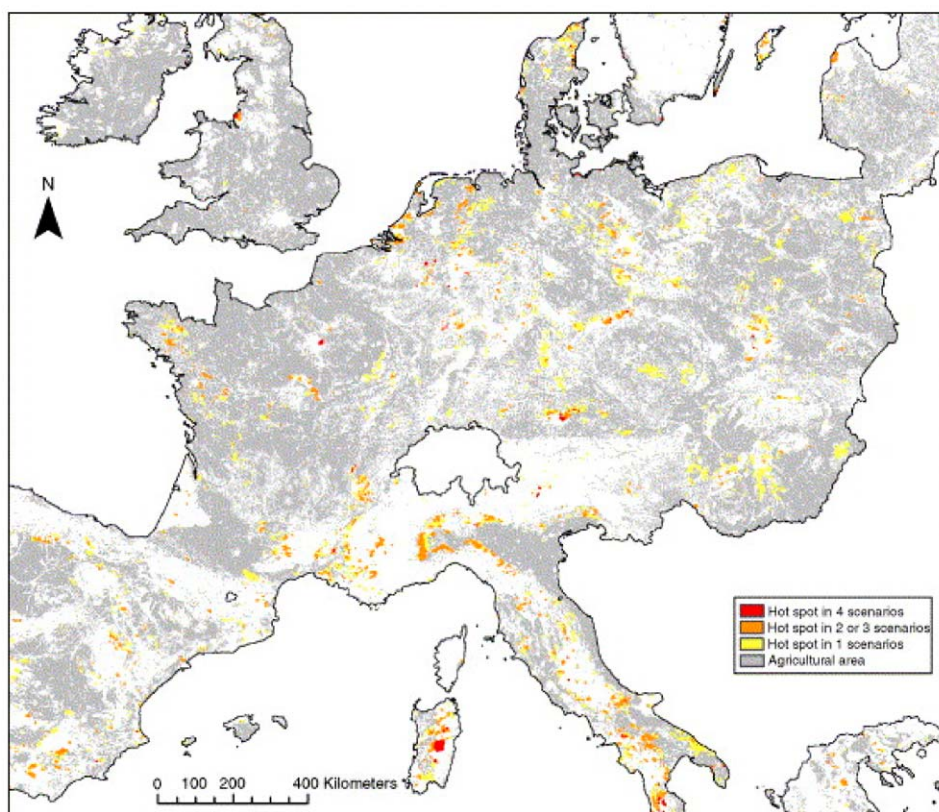 N
Hot spot in 4 scenarios
Hot spot in 2 or 3 scenarios
Hot spot in 1 scenarios
Agricultural area
0 100 200 400 Kilometers